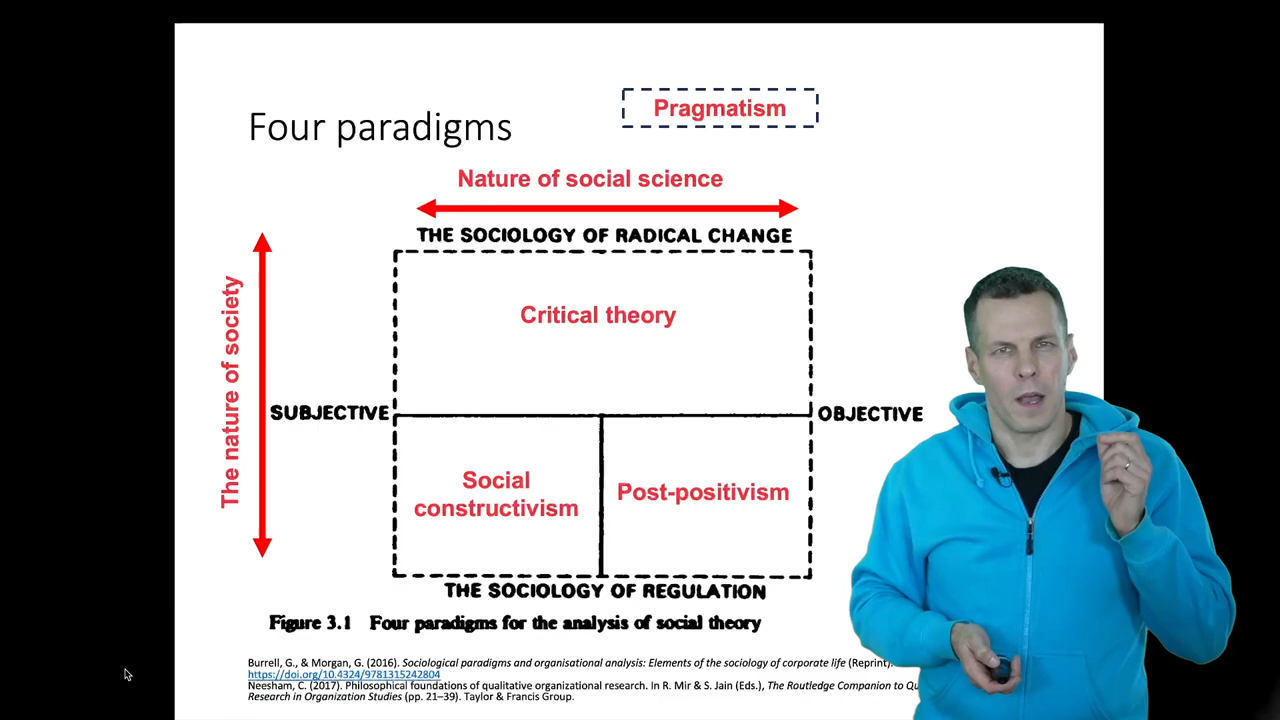 Pragmatism
Four paradigms
Nature of social science
THE SOCIOLOGY OF RADICAL CHANGE
The nature of society
Critical theory
SUBJECTIVE
OBJECTIVE
Social
constructivism
Post-positivism
THE SOCIOLOGY OF REGULATION
Figure 3.1 Four paradigms for the analysis of social theory
Burrell, G., & Morgan, G. (2016). Sociological paradigms and organisational analysis: Elements of the sociology of corporate life (Reprint).
https://doi.org/10.4324/9781315242804
Neesham, C. (2017). Philosophical foundations of qualitative organizational research. In R. Mir & S. Jain (Eds.), The Routledge Companion to Qu
Research in Organization Studies (pp. 21–39). Taylor & Francis Group.